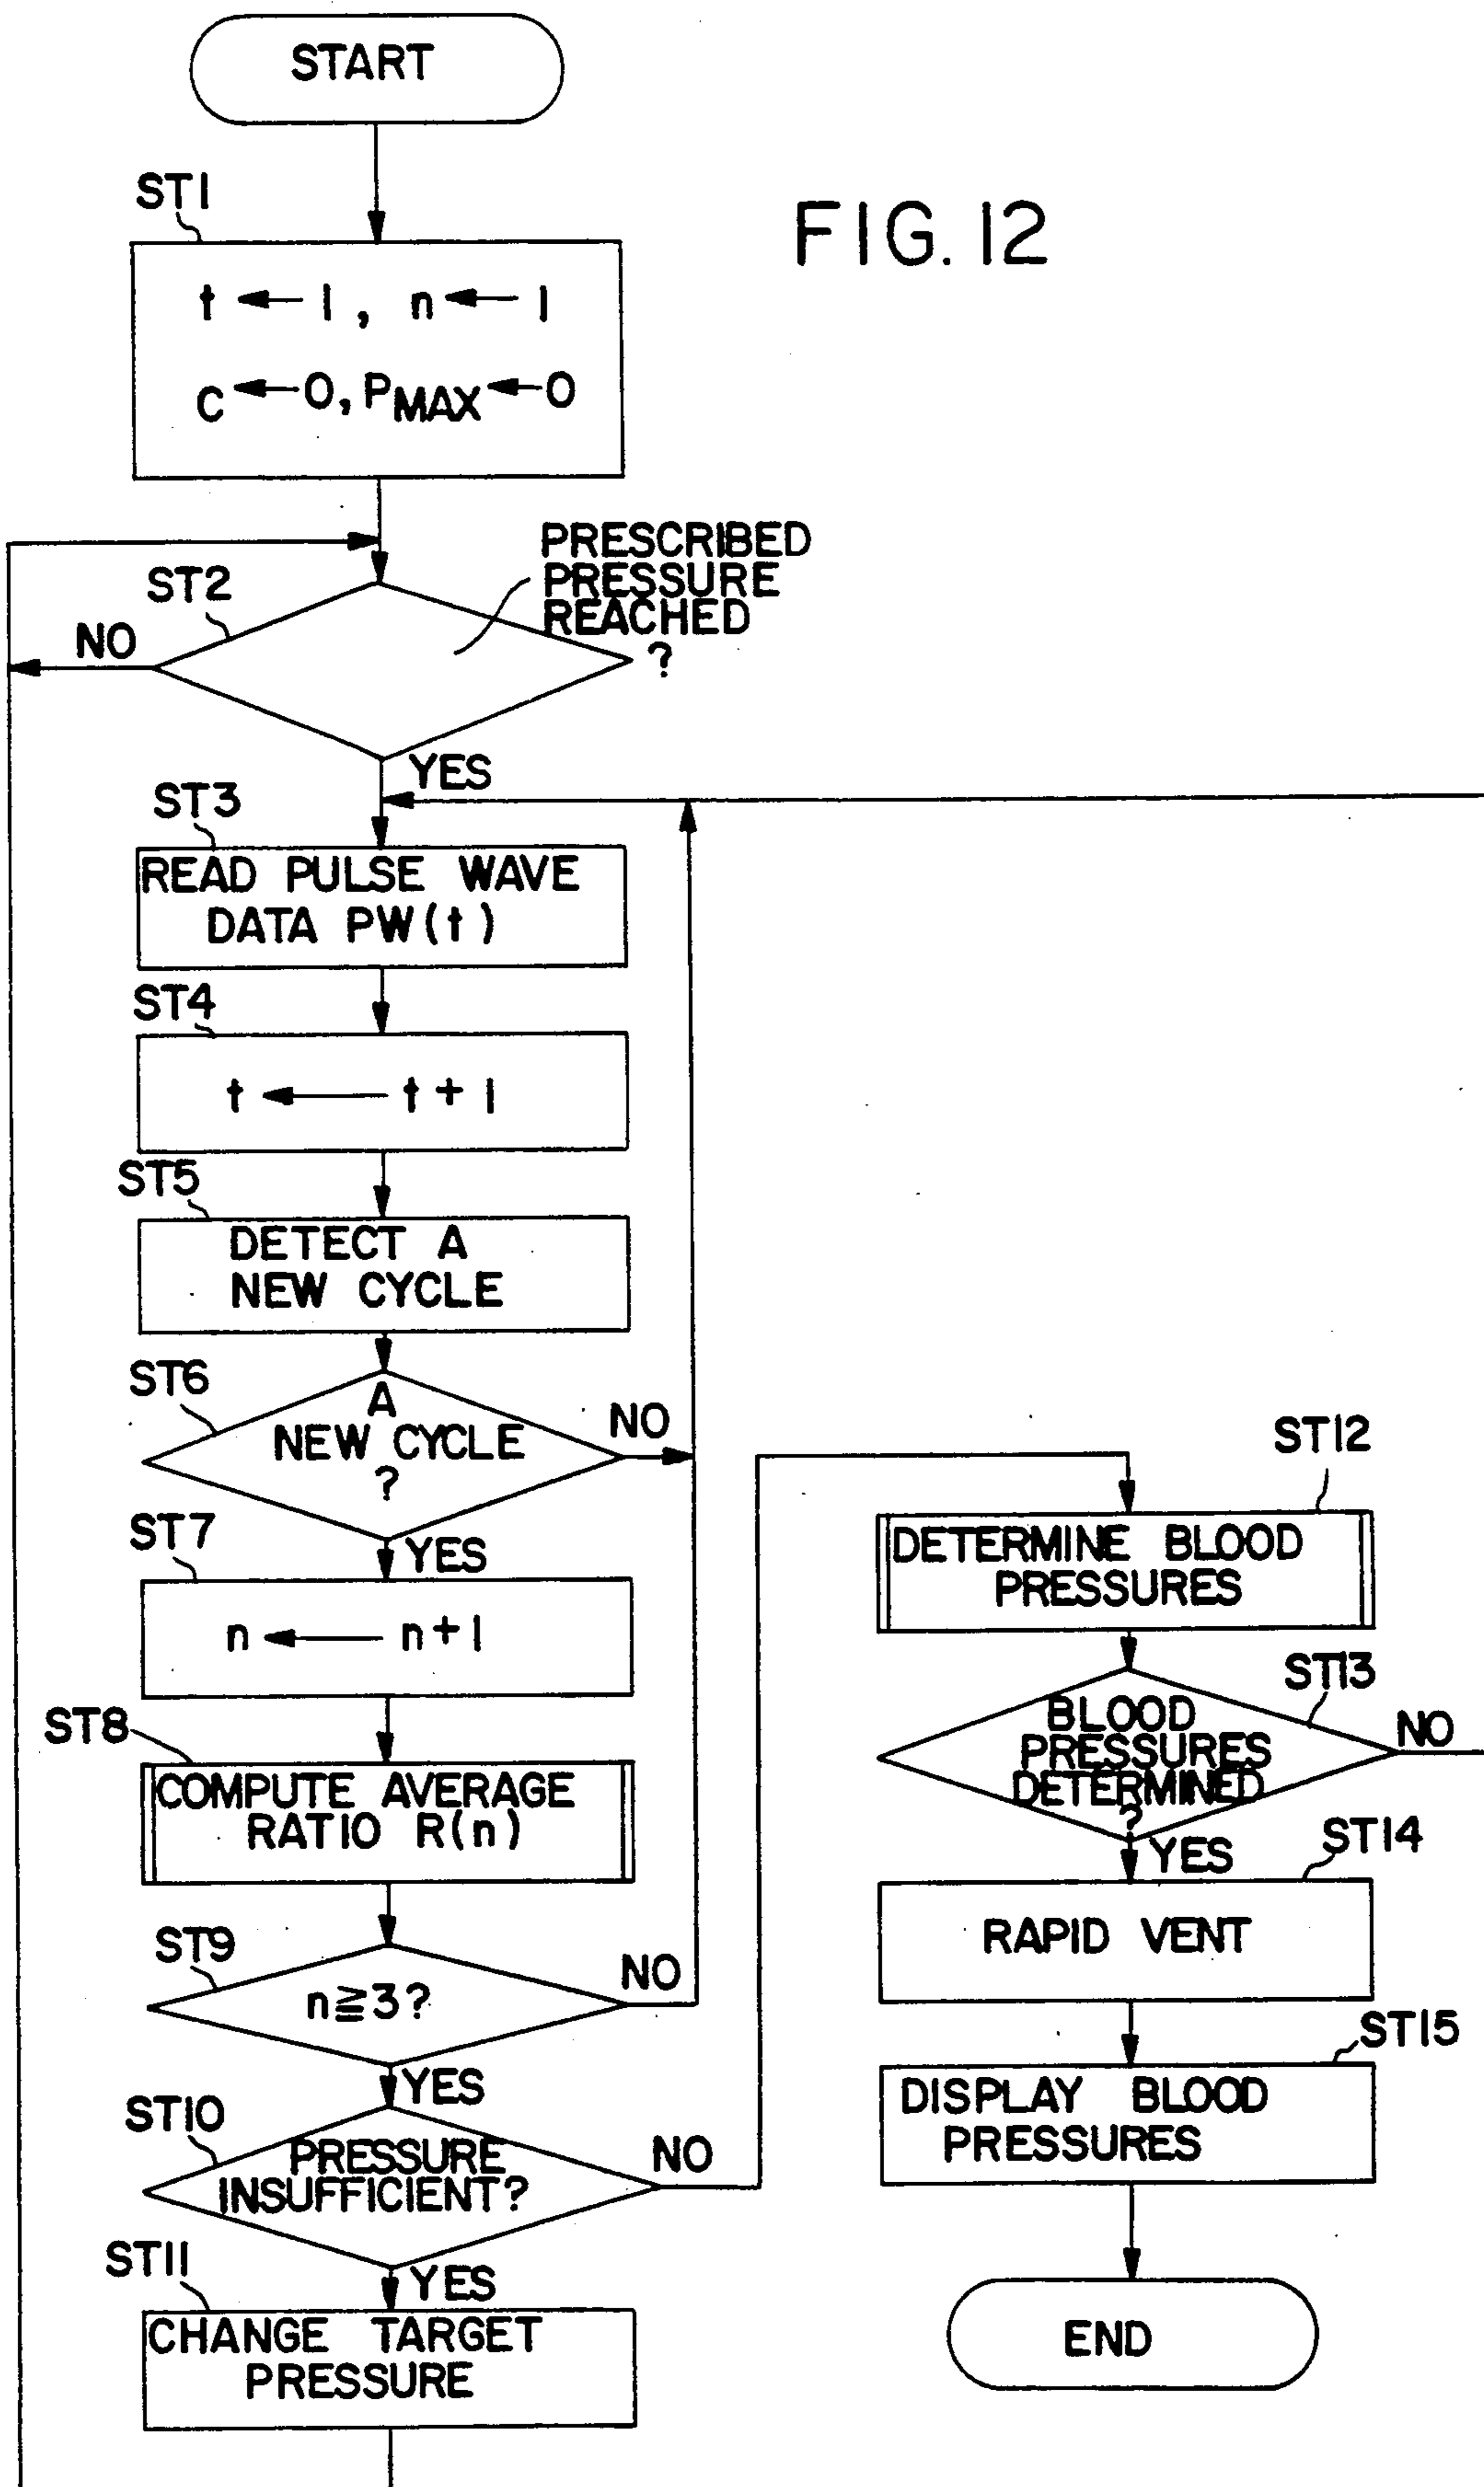 START
FIG. 12
ST1
t ← 1, n ← 1
C ← 0, PMAX ← 0
PRESCRIBED
PRESSURE
REACHED
?
ST2
NO
YES
ST3
READ PULSE WAVE
DATA PW(t)
ST4
t ← t + 1
ST5
DETECT A
NEW CYCLE
ST6
A
NEW CYCLE
?
NO
YES
ST7
n ← n+1
ST8
COMPUTE AVERAGE
RATIO R(n)
ST9
n≧3?
NO
YES
ST10
PRESSURE
INSUFFICIENT?
NO
YES
ST11
CHANGE TARGET
PRESSURE
ST12
DETERMINE BLOOD
PRESSURES
ST13
BLOOD
PRESSURES
DETERMINED
?
NO
YES
ST14
RAPID VENT
ST15
DISPLAY BLOOD
PRESSURES
END